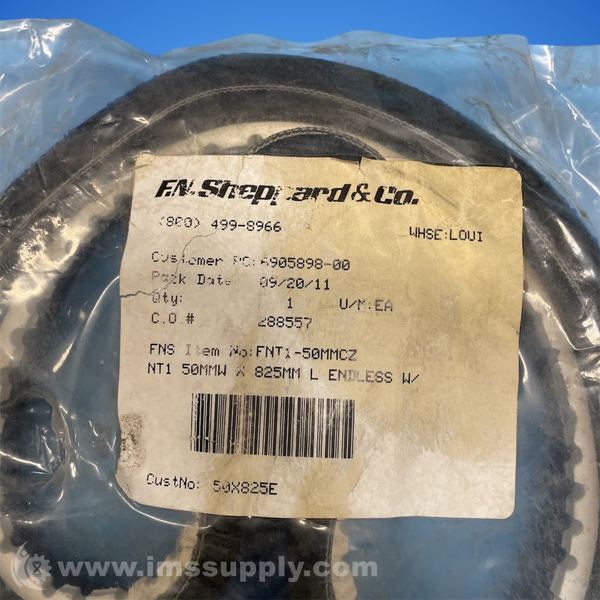 F.N. Sheppard & Co.
(800) 499-8966
WHSE:LOUI
Customer PO:A905898-00
Pack Date 09/20/11
Qty: 1 U/M:EA
C.O.# 288557
FNS Item No:FNT1-50MMCZ
NT1 50MMW X 825MM L ENDLESS W/
CustNo: 50X825E
www.imssupply.com